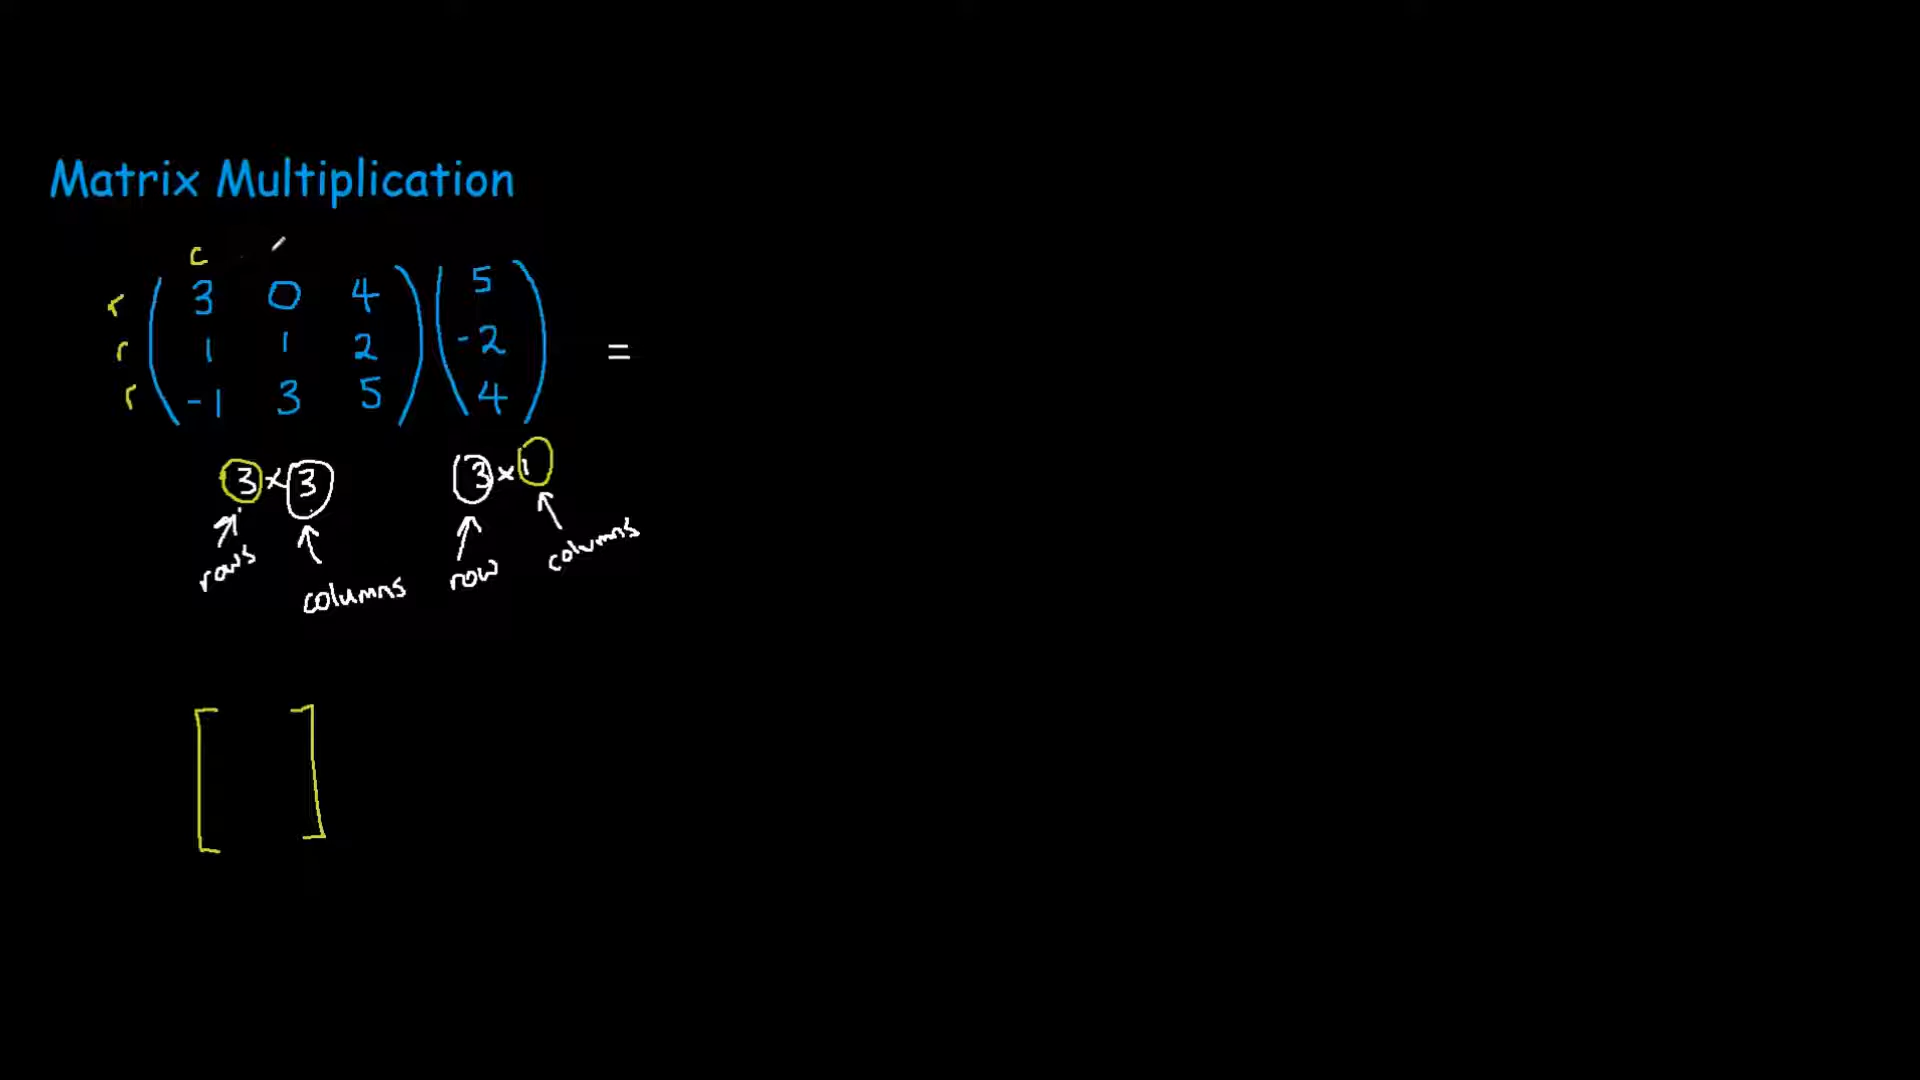 Matrix Multiplication
c
r ( 3 0 4 ) ( 5 )
r ( 1 1 2 ) ( -2 ) =
r ( -1 3 5 ) ( 4 )
3 x 3 3 x 1
rows columns row columns
[ ]